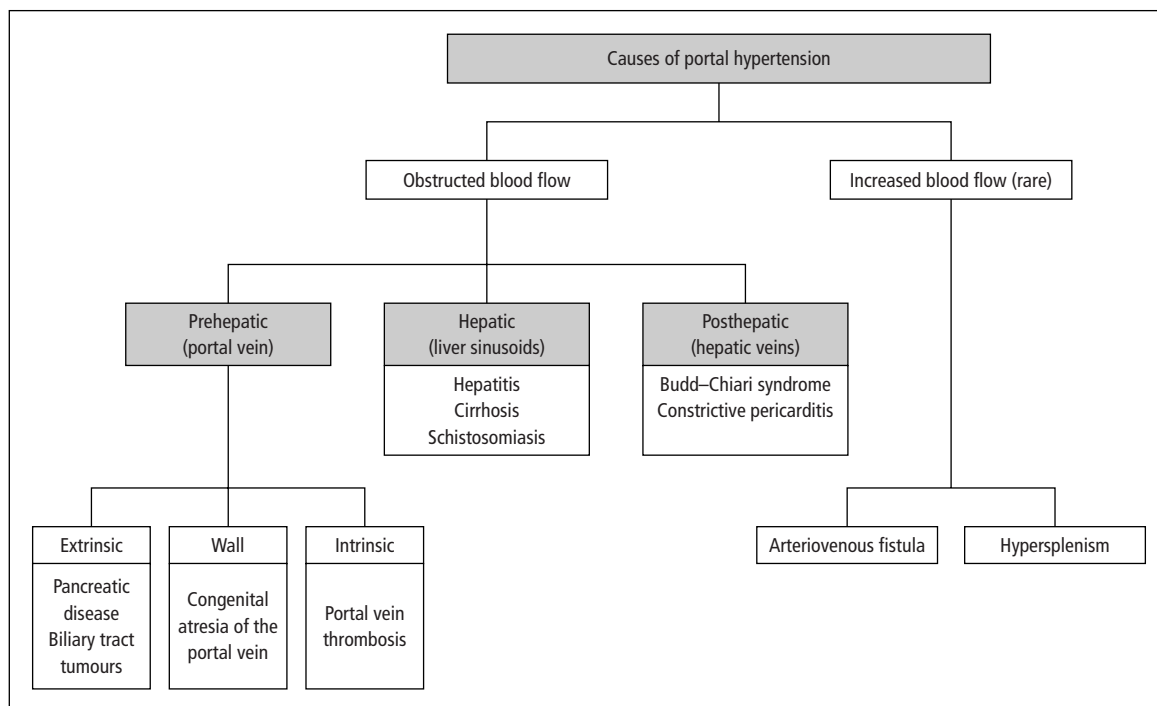 Causes of portal hypertension
Obstructed blood flow
Increased blood flow (rare)
Prehepatic
(portal vein)
Hepatic
(liver sinusoids)
Hepatitis
Cirrhosis
Schistosomiasis
Posthepatic
(hepatic veins)
Budd–Chiari syndrome
Constrictive pericarditis
Extrinsic
Pancreatic
disease
Biliary tract
tumours
Wall
Congenital
atresia of the
portal vein
Intrinsic
Portal vein
thrombosis
Arteriovenous fistula
Hypersplenism